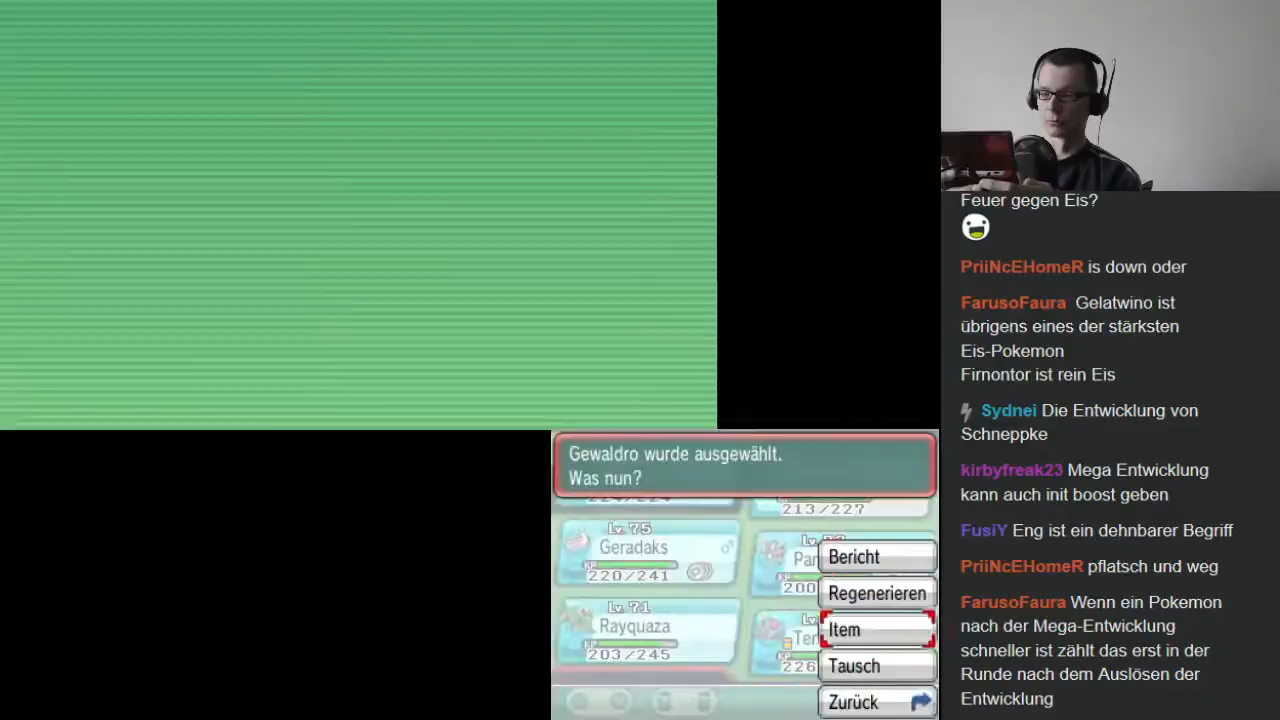 Feuer gegen Eis?
PriiNcEHomeR is down oder
FarusoFaura Gelatwino ist
übrigens eines der stärksten
Eis-Pokemon
Firnontor ist rein Eis
Sydnei Die Entwicklung von
Schneppke
kirbyfreak23 Mega Entwicklung
kann auch init boost geben
FusiY Eng ist ein dehnbarer Begriff
PriiNcEHomeR pflatsch und weg
FarusoFaura Wenn ein Pokemon
nach der Mega-Entwicklung
schneller ist zählt das erst in der
Runde nach dem Auslösen der
Entwicklung
Gewaldro wurde ausgewählt.
Was nun?
213/227
Lv. 75
Geradaks
220/241
Lv. 71
Rayquaza
203/245
Par
200
Ter
226
Bericht
Regenerieren
Item
Tausch
Zurück